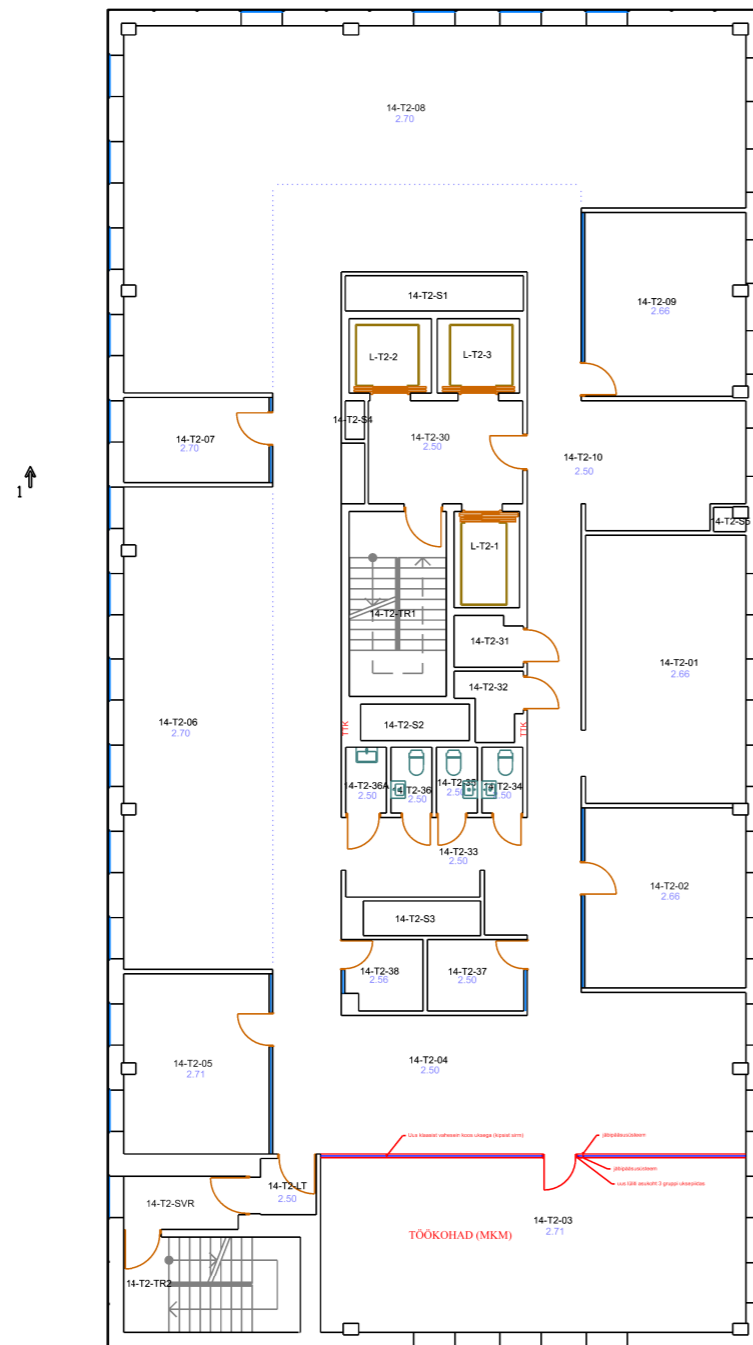 14-T2-08
2.70
14-T2-09
2.66
14-T2-S1
L-T2-2
L-T2-3
14-T2-S4
14-T2-30
2.50
14-T2-07
2.70
14-T2-10
2.50
1
14-T2-S5
L-T2-1
14-T2-TR1
14-T2-31
14-T2-32
14-T2-01
2.66
14-T2-06
2.70
TTK
14-T2-S2
TTK
14-T2-36A
2.50
14-T2-36
2.50
14-T2-35
2.50
14-T2-34
2.50
14-T2-33
2.50
14-T2-02
2.66
14-T2-S3
14-T2-38
2.56
14-T2-37
2.50
14-T2-05
2.71
14-T2-04
2.50
Uus klaasist vahesein koos uksega
14-T2-LT
2.50
14-T2-SVR
14-T2-03
2.71
TÖÖKOHAD (MKM)
14-T2-TR2